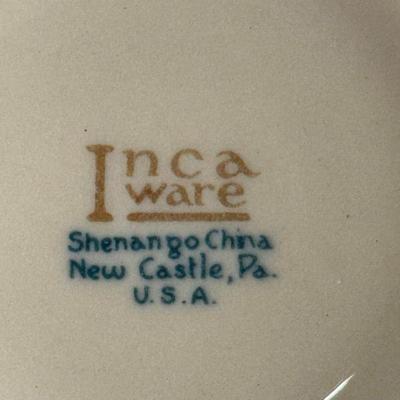 Inca
ware
Shenango China
New Castle, Pa.
U.S.A.